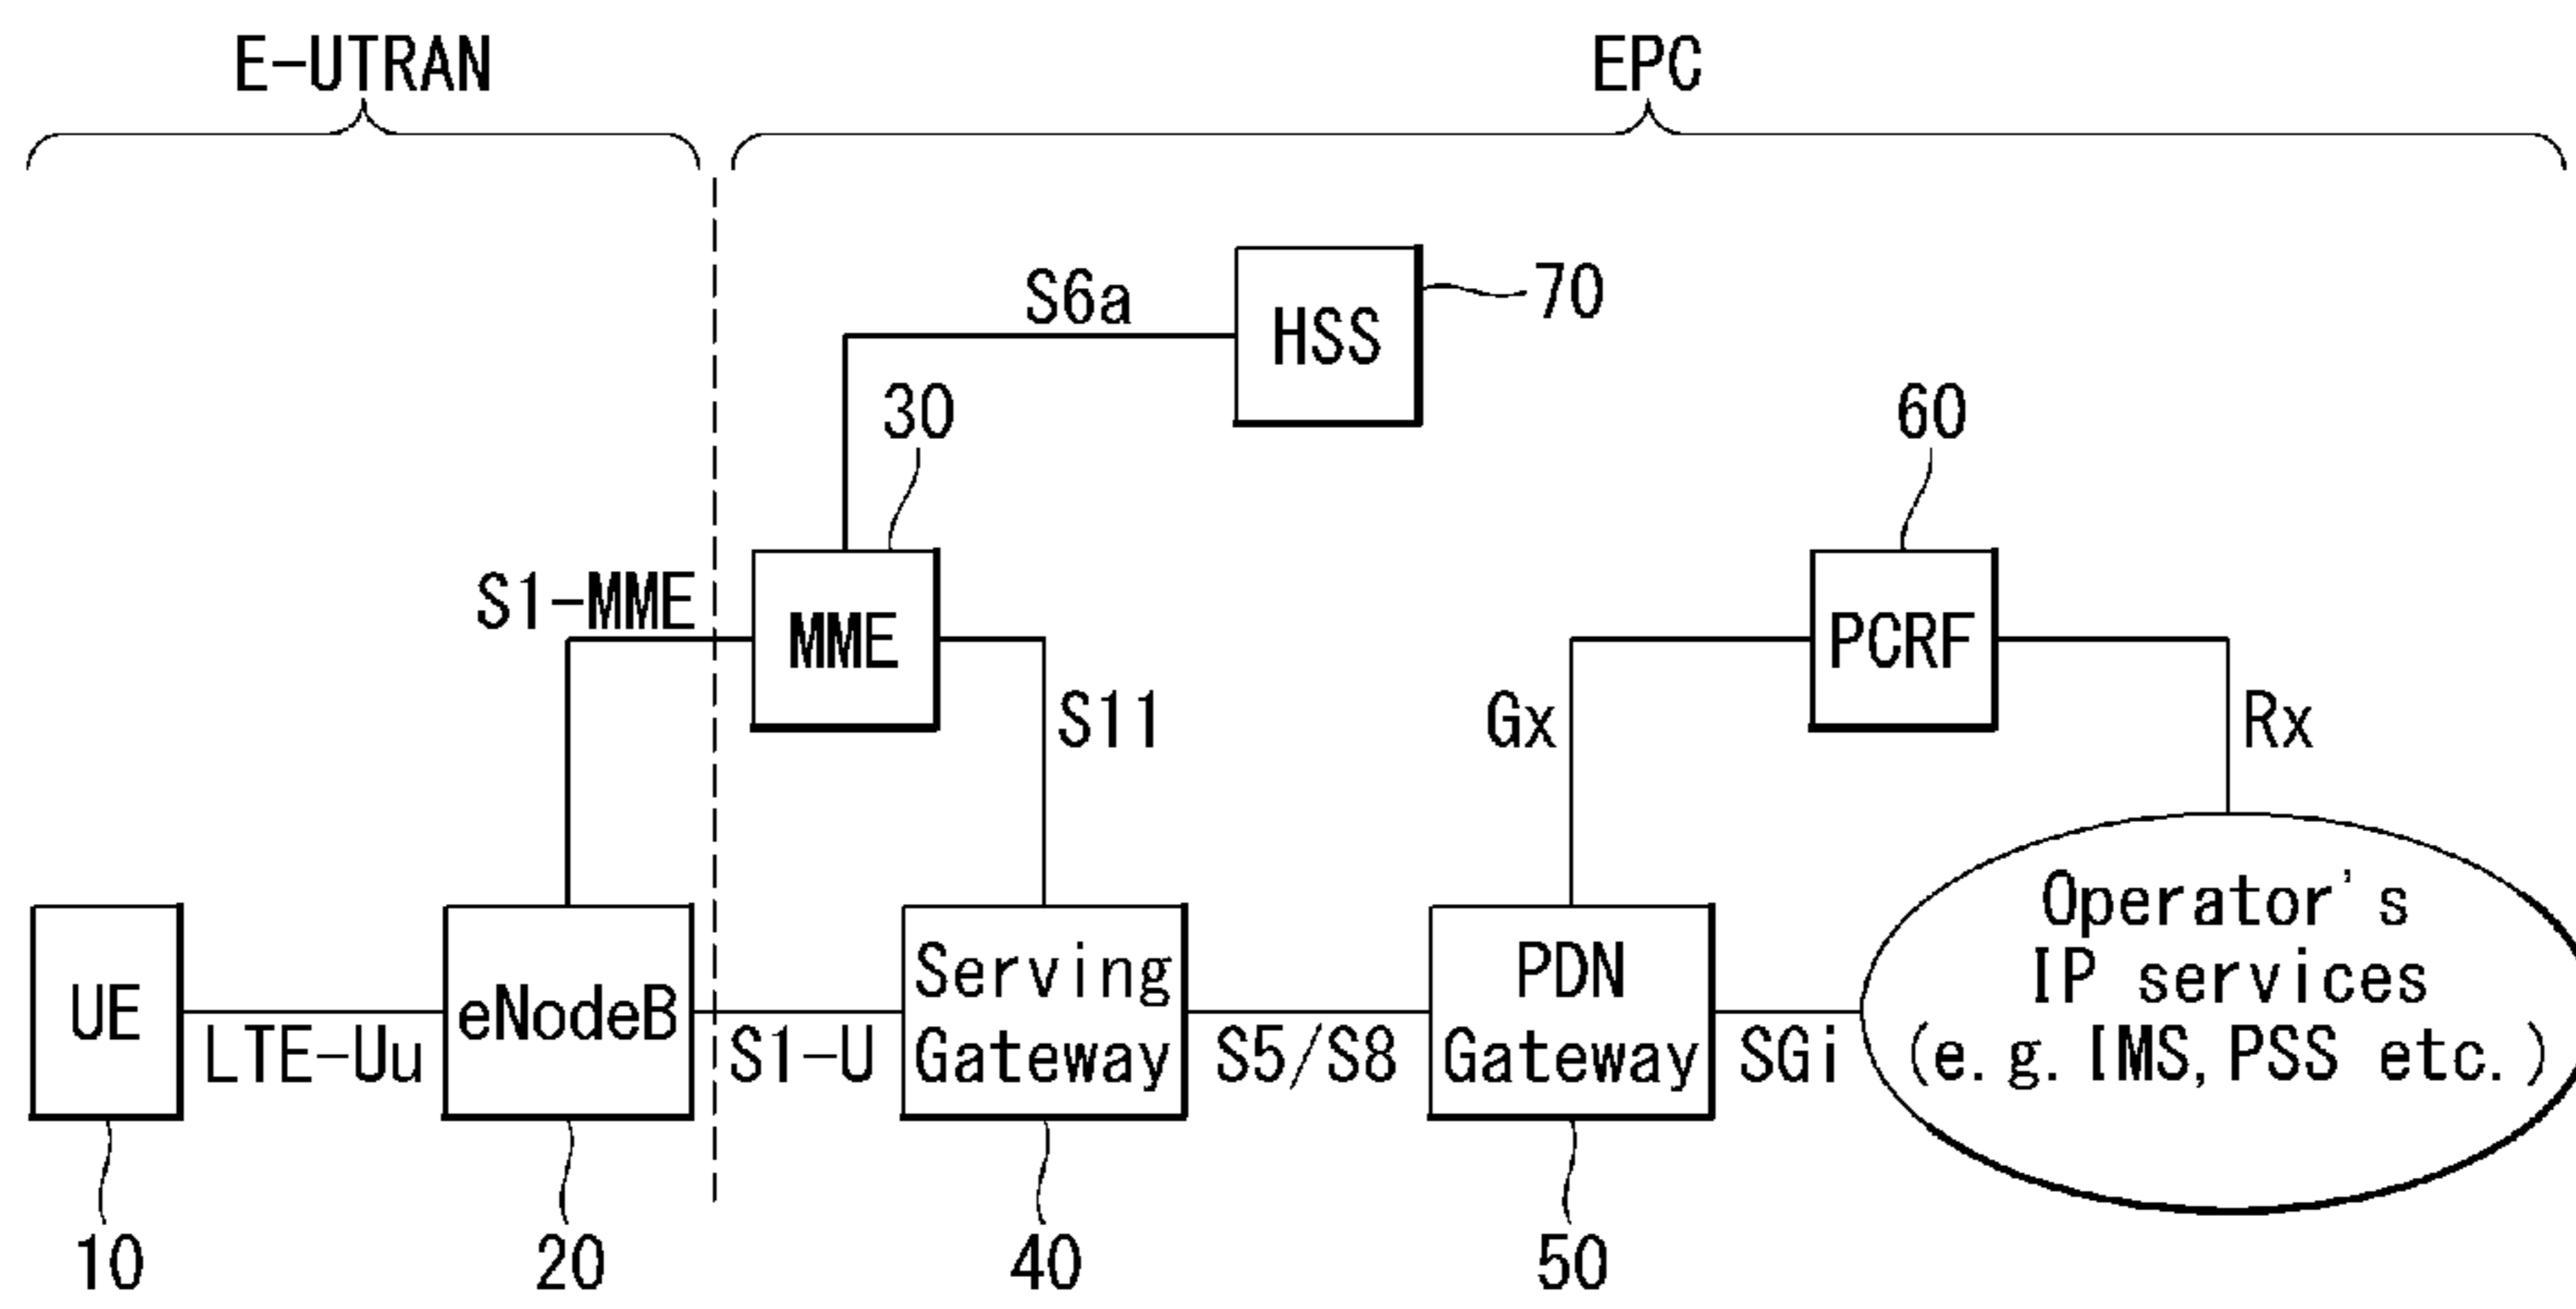 E-UTRAN
EPC
S6a
HSS
70
30
60
S1-MME
MME
S11
PCRF
Gx
Rx
UE
LTE-Uu
eNodeB
S1-U
Serving
Gateway
S5/S8
PDN
Gateway
SGi
Operator's
IP services
(e.g. IMS, PSS etc.)
10
20
40
50